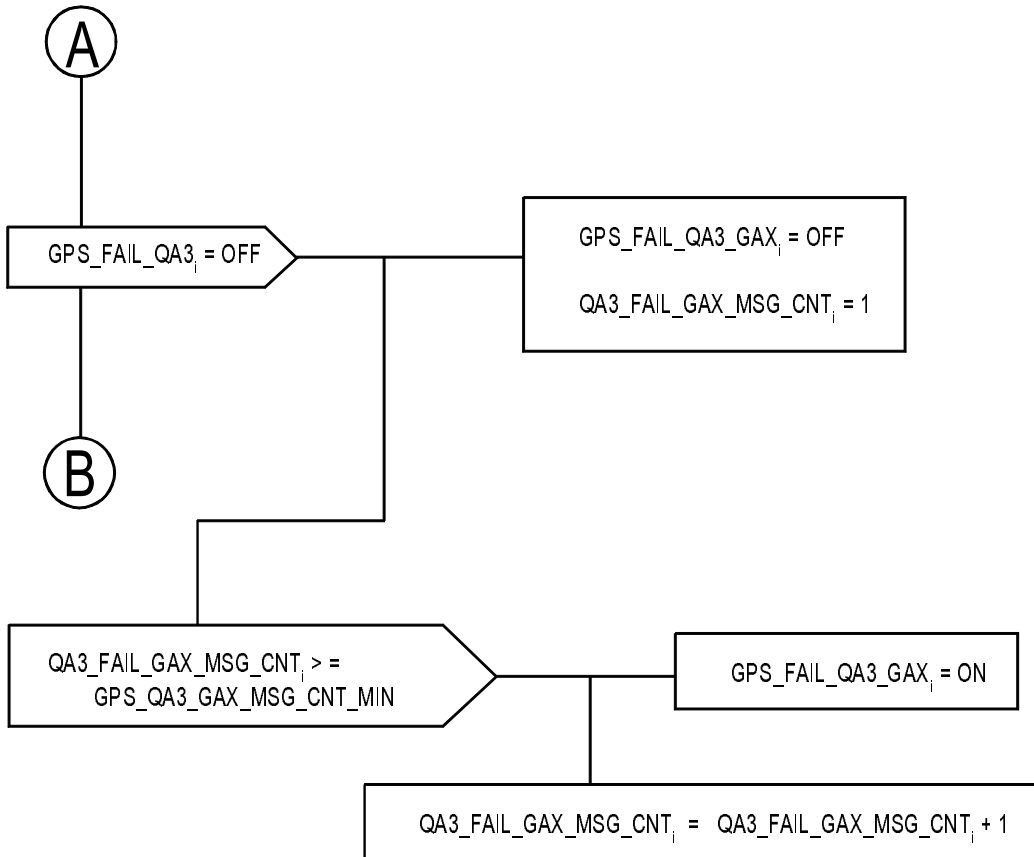 A
GPS_FAIL_QA3i = OFF
GPS_FAIL_QA3_GAXi = OFF
QA3_FAIL_GAX_MSG_CNTi = 1
B
QA3_FAIL_GAX_MSG_CNTi > =
GPS_QA3_GAX_MSG_CNT_MIN
GPS_FAIL_QA3_GAXi = ON
QA3_FAIL_GAX_MSG_CNTi = QA3_FAIL_GAX_MSG_CNTi + 1